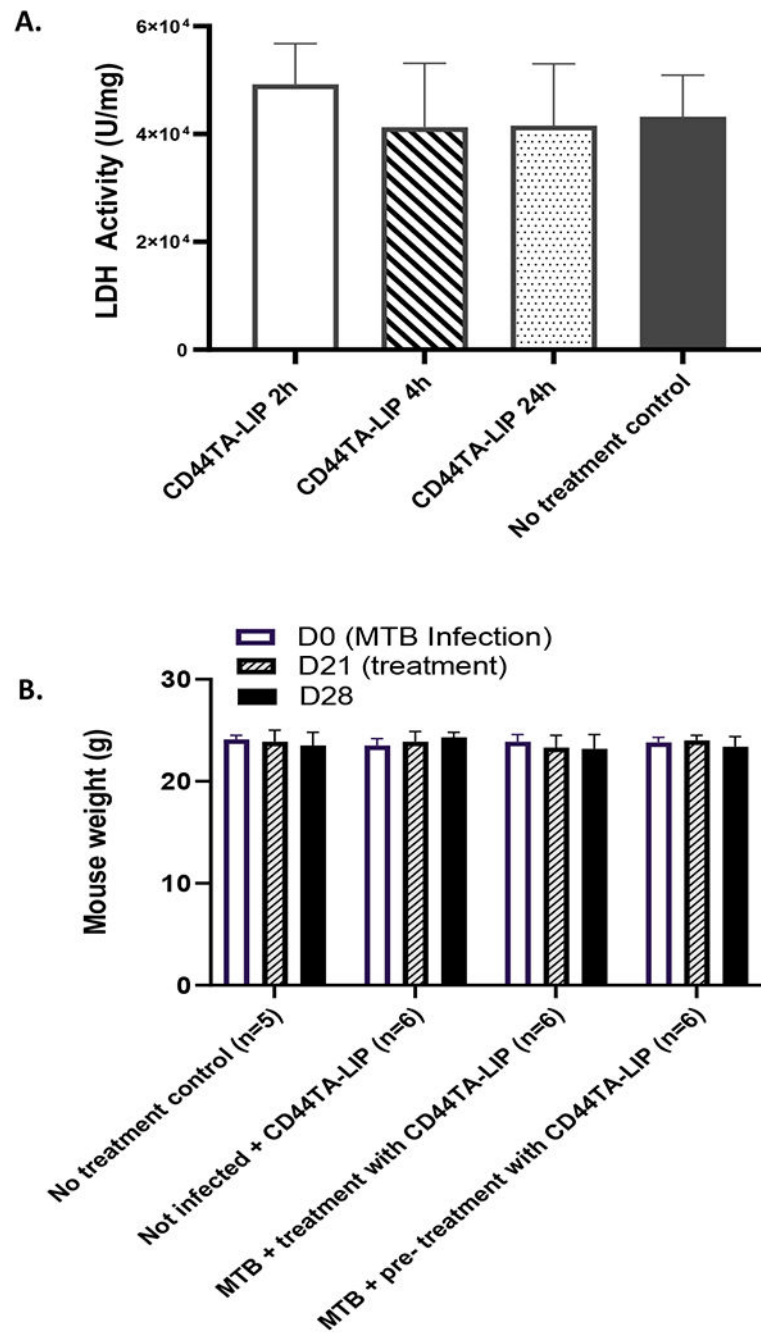 A.
LDH Activity (U/mg)
6×10⁴
4×10⁴
2×10⁴
0
CD44TA-LIP 2h
CD44TA-LIP 4h
CD44TA-LIP 24h
No treatment control
D0 (MTB Infection)
D21 (treatment)
D28
B.
Mouse weight (g)
30
20
10
0
No treatment control (n=5)
Not infected + CD44TA-LIP (n=6)
MTB + treatment with CD44TA-LIP (n=6)
MTB + pre- treatment with CD44TA-LIP (n=6)